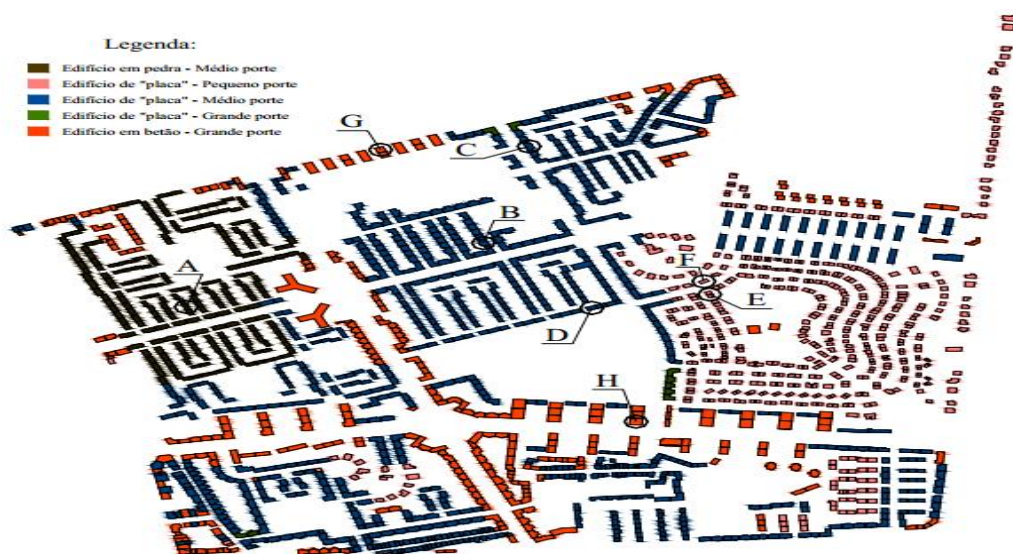 Legenda:
Edifício em pedra - Médio porte
Edifício de "placa" - Pequeno porte
Edifício de "placa" - Médio porte
Edifício de "placa" - Grande porte
Edifício em betão - Grande porte
G
C
B
A
F
E
D
H